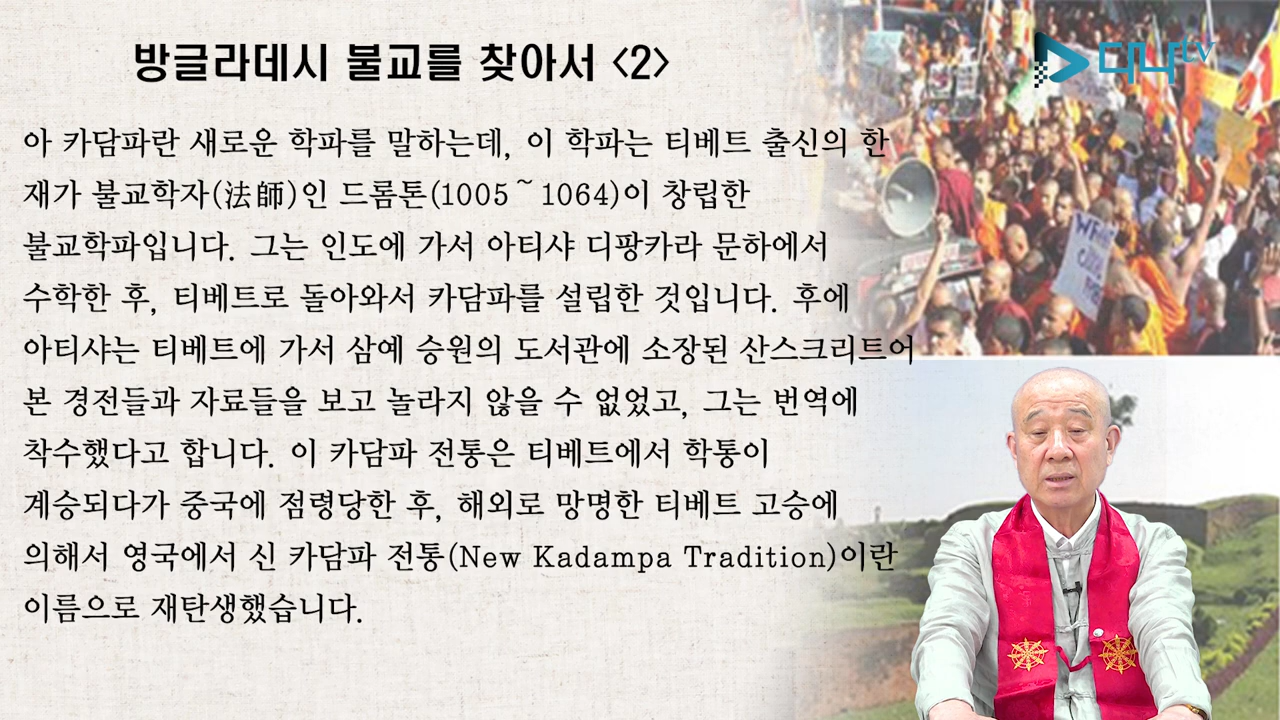 방글라데시 불교를 찾아서 <2>
다나tv
아 카담파란 새로운 학파를 말하는데, 이 학파는 티베트 출신의 한
재가 불교학자(法師)인 드롬톤(1005~1064)이 창립한
불교학파입니다. 그는 인도에 가서 아티샤 디팡카라 문하에서
수학한 후, 티베트로 돌아와서 카담파를 설립한 것입니다. 후에
아티샤는 티베트에 가서 삼예 승원의 도서관에 소장된 산스크리트어
본 경전들과 자료들을 보고 놀라지 않을 수 없었고, 그는 번역에
착수했다고 합니다. 이 카담파 전통은 티베트에서 학통이
계승되다가 중국에 점령당한 후, 해외로 망명한 티베트 고승에
의해서 영국에서 신 카담파 전통(New Kadampa Tradition)이란
이름으로 재탄생했습니다.